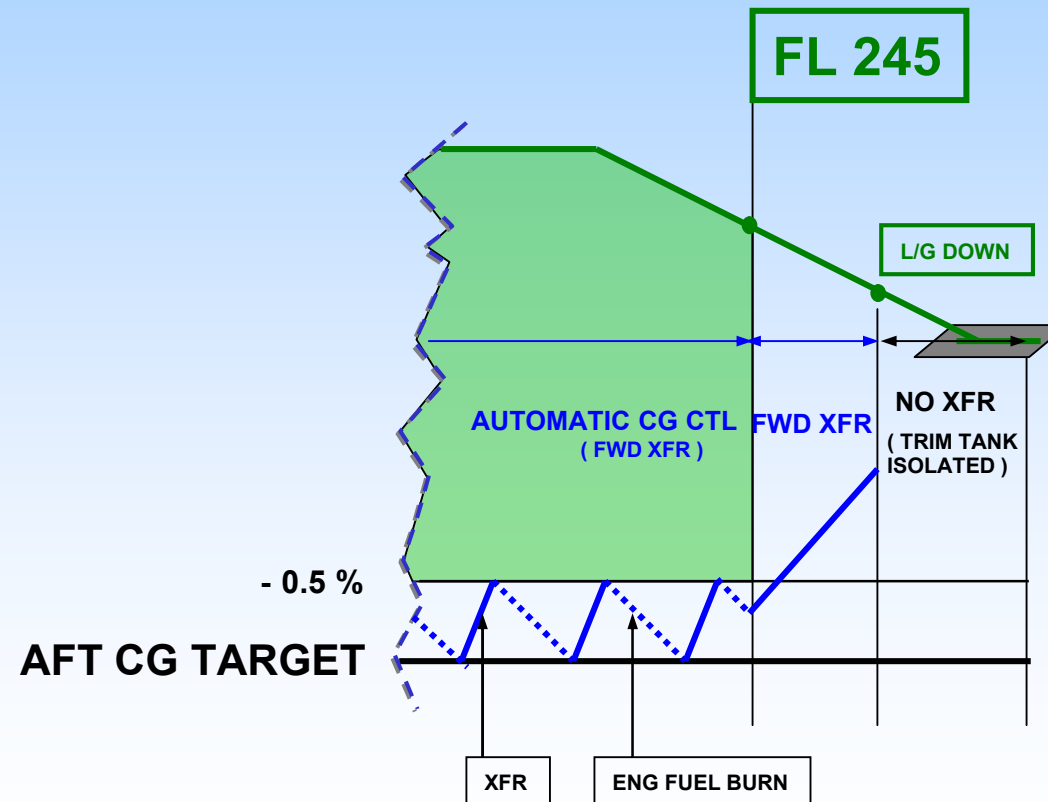 FL 245
L/G DOWN
AUTOMATIC CG CTL
( FWD XFR )
FWD XFR
NO XFR
( TRIM TANK
ISOLATED )
- 0.5 %
AFT CG TARGET
XFR
ENG FUEL BURN